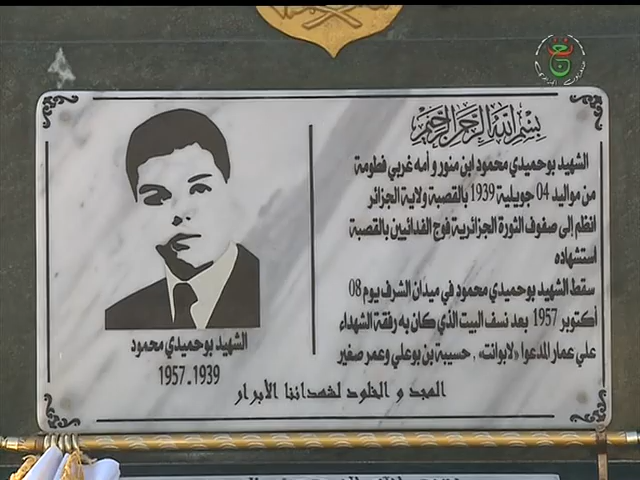 بسم الله الرحمن الرحيم
الشهيد بوحميدي محمود ابن منور و أمه غربي فطومة
من مواليد 04 جويلية 1939 بالقصبة ولاية الجزائر
انظم إلى صفوف الثورة الجزائرية فوج الفدائيين بالقصبة
استشهاده
سقط الشهيد بوحميدي محمود في ميدان الشرف يوم 08
أكتوبر 1957 بعد نسف البيت الذي كان به رفقة الشهداء
علي عمار المدعوا «لابوانت» , حسيبة بن بوعلي وعمر صغير
الشهيد بوحميدي محمود
1957-1939
المجد و الخلود لشهدائنا الأبرار